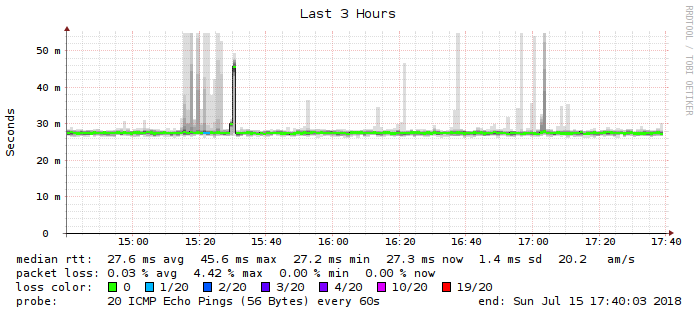 Last 3 Hours
RRDTOOL / TOBI OETIKER
Seconds
50 m
40 m
30 m
20 m
10 m
0
15:00 15:20 15:40 16:00 16:20 16:40 17:00 17:20 17:40
median rtt: 27.6 ms avg 45.6 ms max 27.2 ms min 27.3 ms now 1.4 ms sd 20.2 am/s
packet loss: 0.03 % avg 4.42 % max 0.00 % min 0.00 % now
loss color: 0 1/20 2/20 3/20 4/20 10/20 19/20
probe: 20 ICMP Echo Pings (56 Bytes) every 60s end: Sun Jul 15 17:40:03 2018